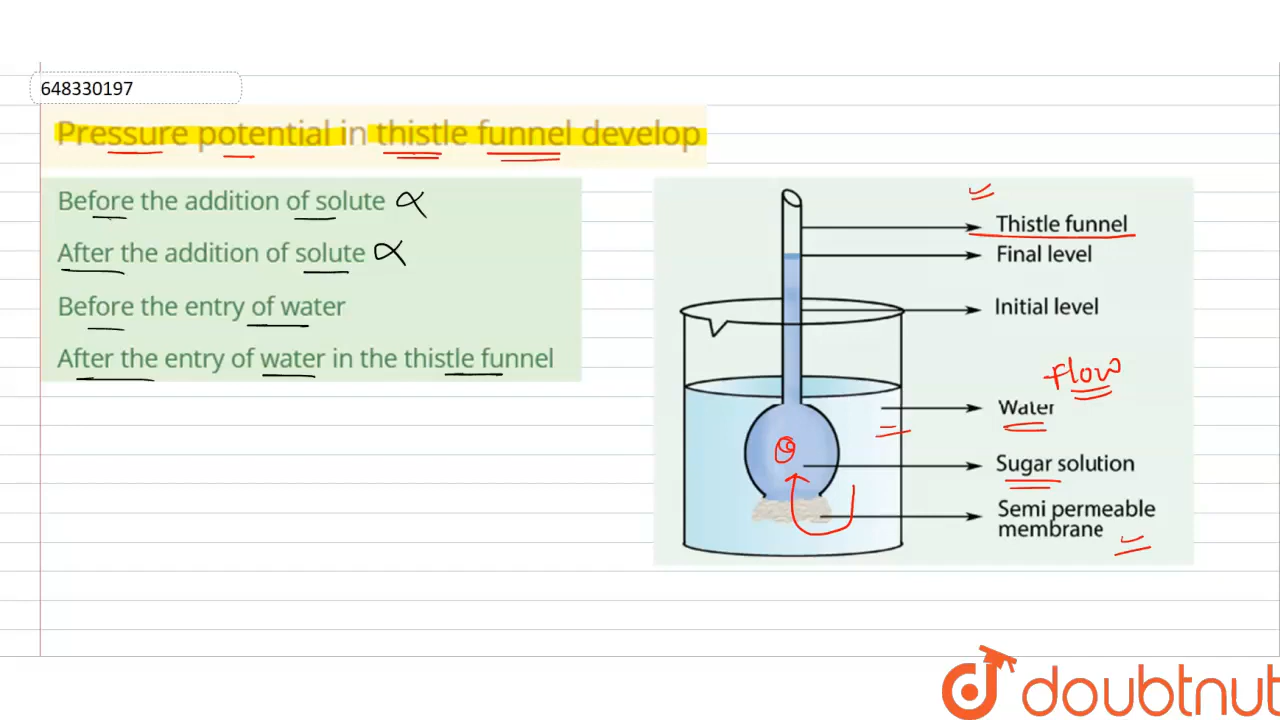 648330197
Pressure potential in thistle funnel develop
Before the addition of solute
After the addition of solute
Before the entry of water
After the entry of water in the thistle funnel
Thistle funnel
Final level
Initial level
Flow
Water
Sugar solution
Semi permeable
membrane
doubtnut